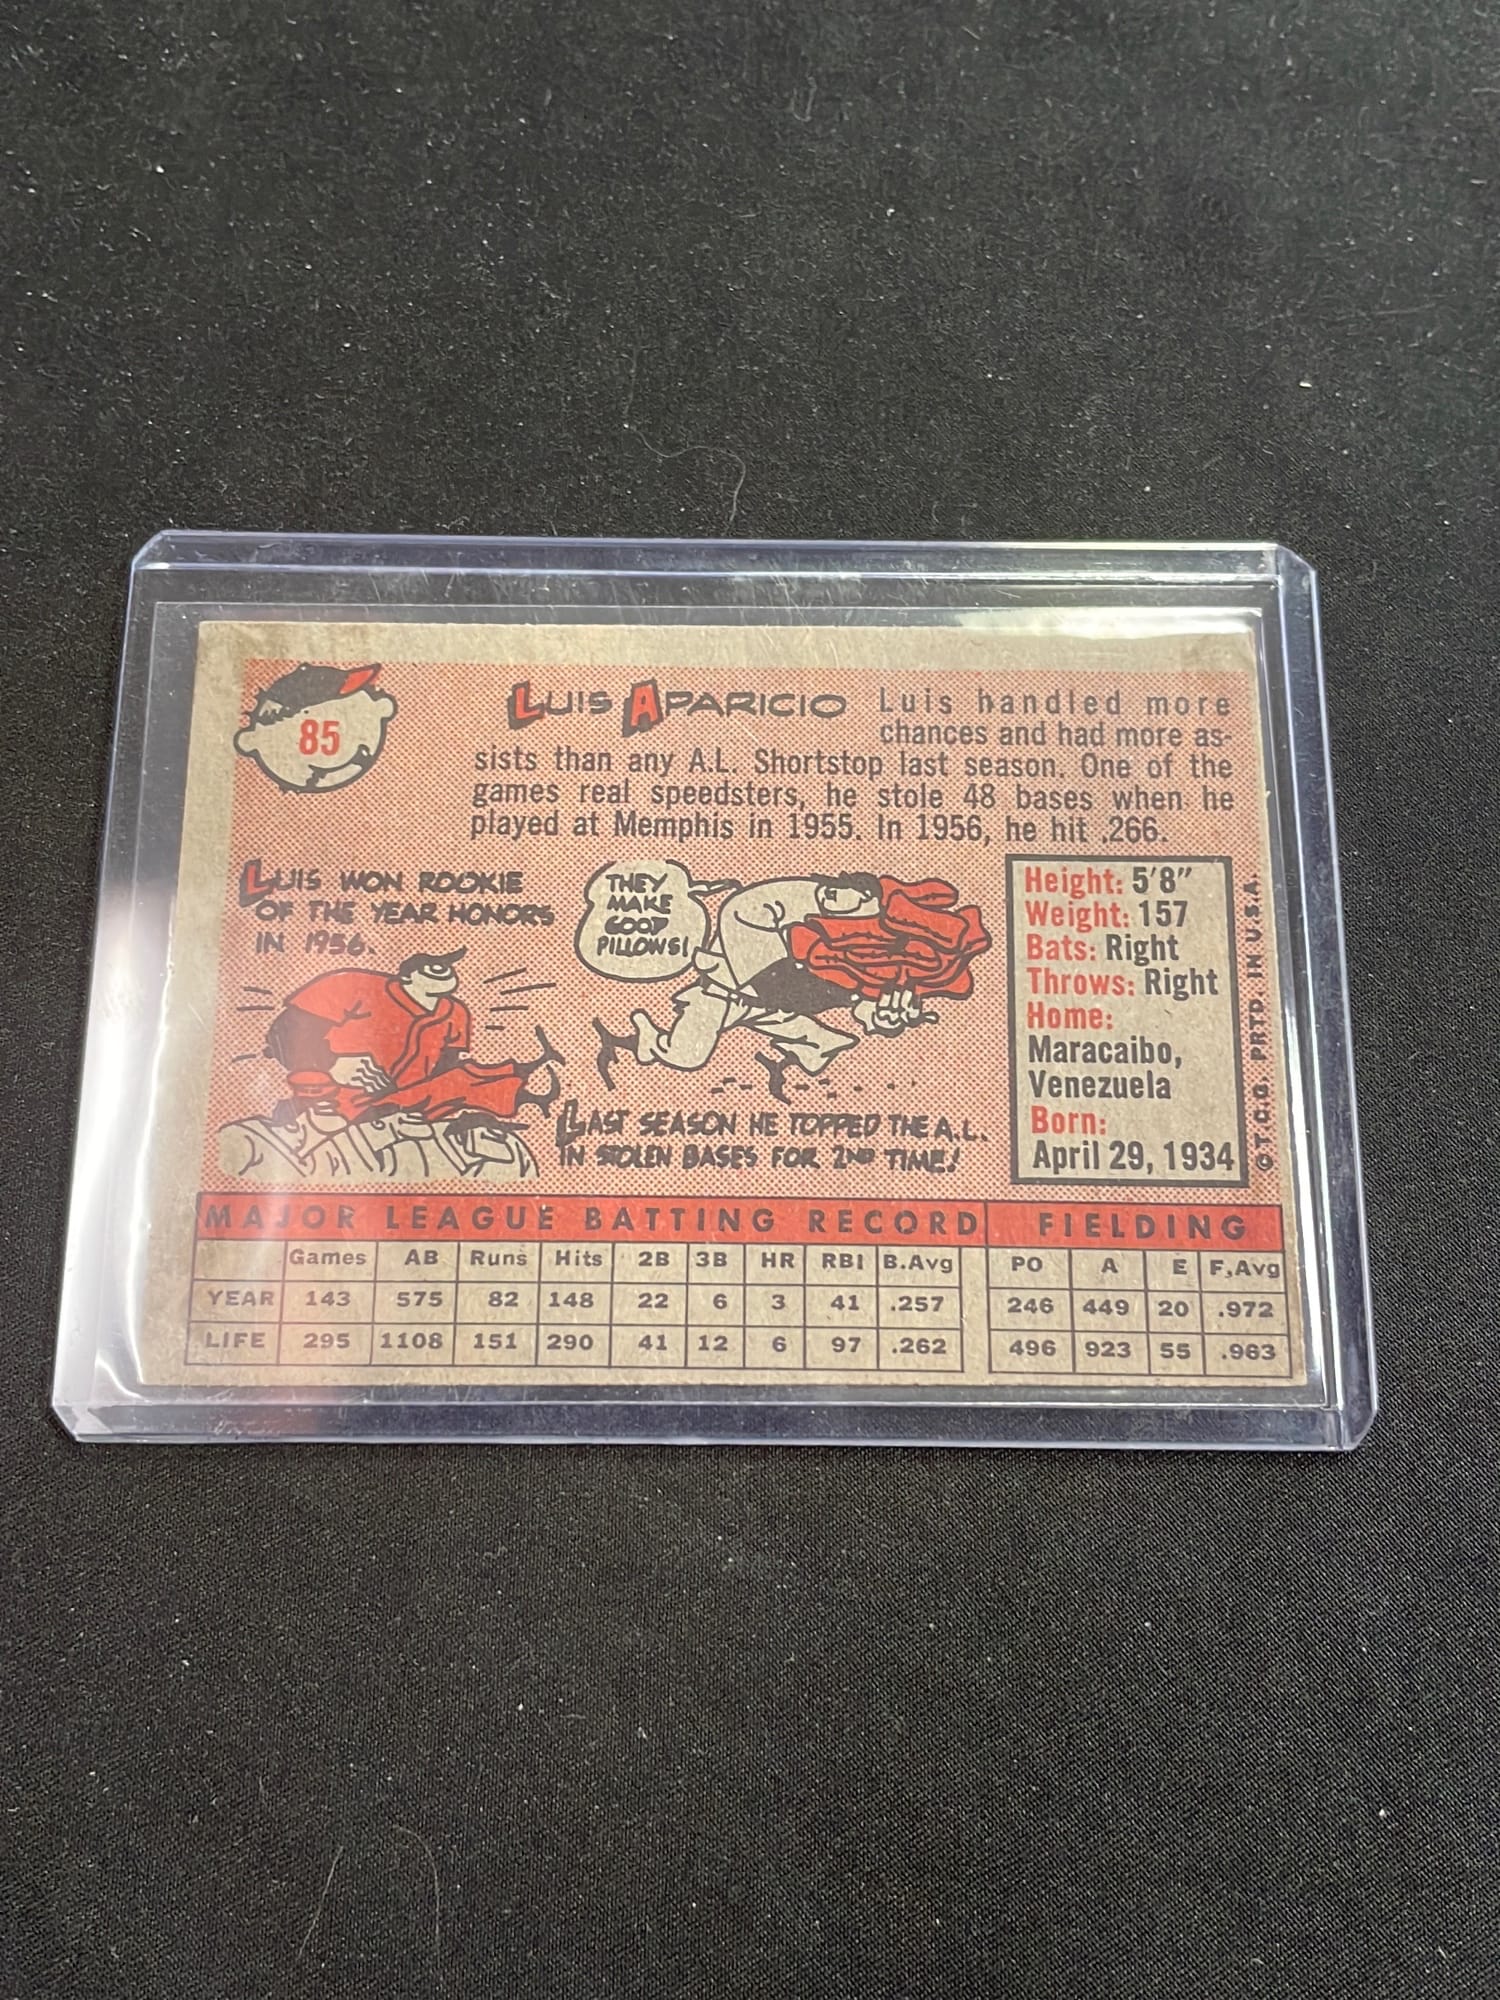 85
LUIS APARICIO Luis handled more
chances and had more as-
sists than any A.L. Shortstop last season. One of the
games real speedsters, he stole 48 bases when he
played at Memphis in 1955. In 1956, he hit .266.
LUIS WON ROOKIE
OF THE YEAR HONORS
IN 1956.
THEY
MAKE
GOOD
PILLOWS!
LAST SEASON HE TOPPED THE A.L.
IN STOLEN BASES FOR 2ND TIME!
Height: 5'8"
Weight: 157
Bats: Right
Throws: Right
Home:
Maracaibo,
Venezuela
Born:
April 29, 1934
© T.C.G. PRTD. IN U.S.A.
MAJOR LEAGUE BATTING RECORD FIELDING
Games AB Runs Hits 2B 3B HR RBI B.Avg PO A E F.Avg
YEAR 143 575 82 148 22 6 3 41 .257 246 449 20 .972
LIFE 295 1108 151 290 41 12 6 97 .262 496 923 55 .963